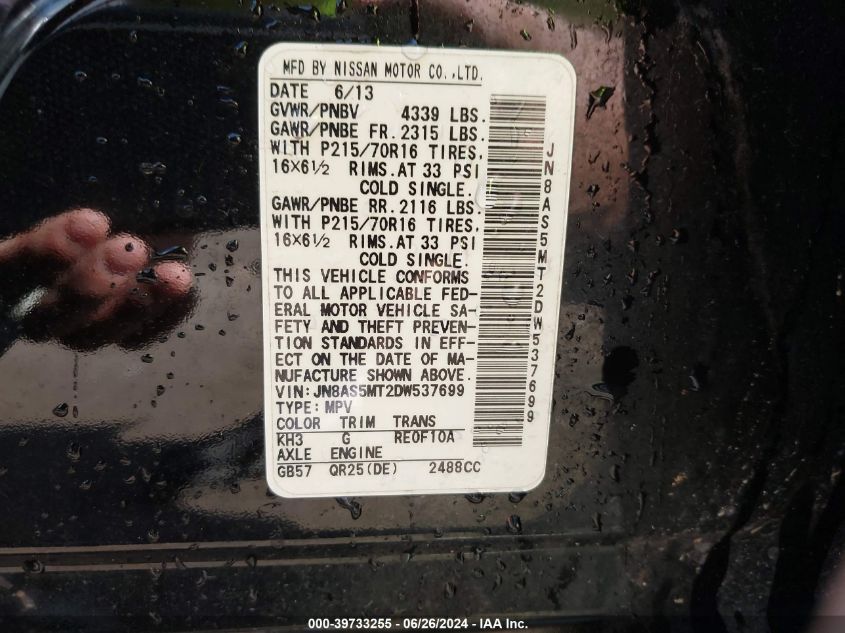 MFD BY NISSAN MOTOR CO.,LTD.
DATE 6/13
GVWR/PNBV 4339 LBS.
GAWR/PNBE FR.2315 LBS.
WITH P215/70R16 TIRES,
16×6½ RIMS.AT 33 PSI
COLD SINGLE.
GAWR/PNBE RR.2116 LBS.
WITH P215/70R16 TIRES,
16×6½ RIMS.AT 33 PSI
COLD SINGLE.
THIS VEHICLE CONFORMS
TO ALL APPLICABLE FED-
ERAL MOTOR VEHICLE SA-
FETY AND THEFT PREVEN-
TION STANDARDS IN EFF-
ECT ON THE DATE OF MA-
NUFACTURE SHOWN ABOVE.
VIN:JN8AS5MT2DW537699
TYPE:MPV
COLOR TRIM TRANS
KH3 G RE0F10A
AXLE ENGINE
GB57 QR25(DE) 2488CC
JN8AS5MT2DW537699
000-39733255 - 06/26/2024 - IAA Inc.